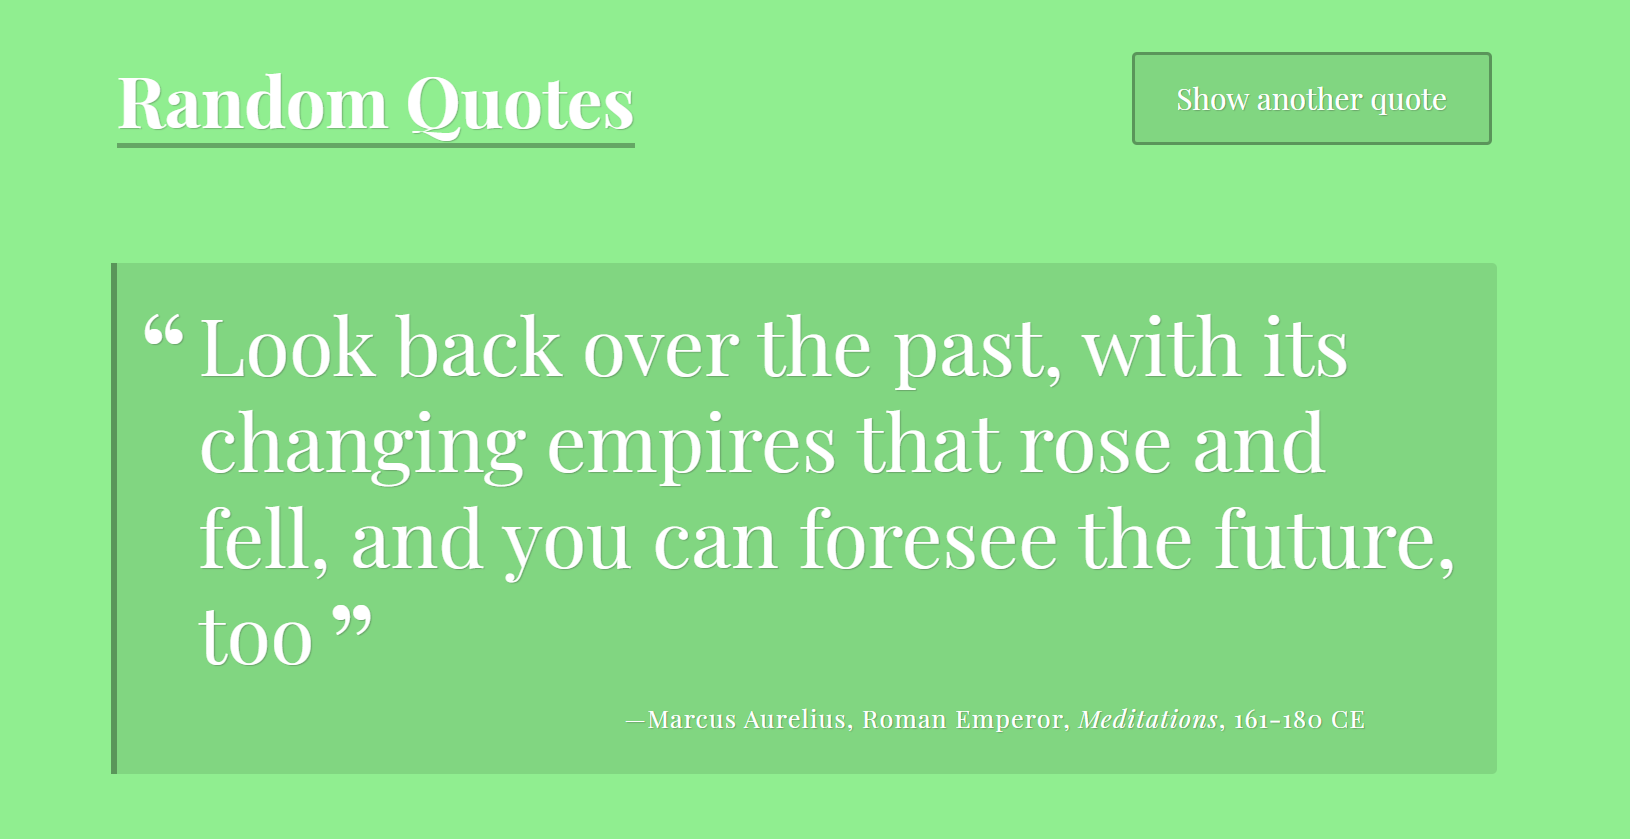 Random Quotes
Show another quote
“Look back over the past, with its
changing empires that rose and
fell, and you can foresee the future,
too ”
—Marcus Aurelius, Roman Emperor, Meditations, 161-180 CE